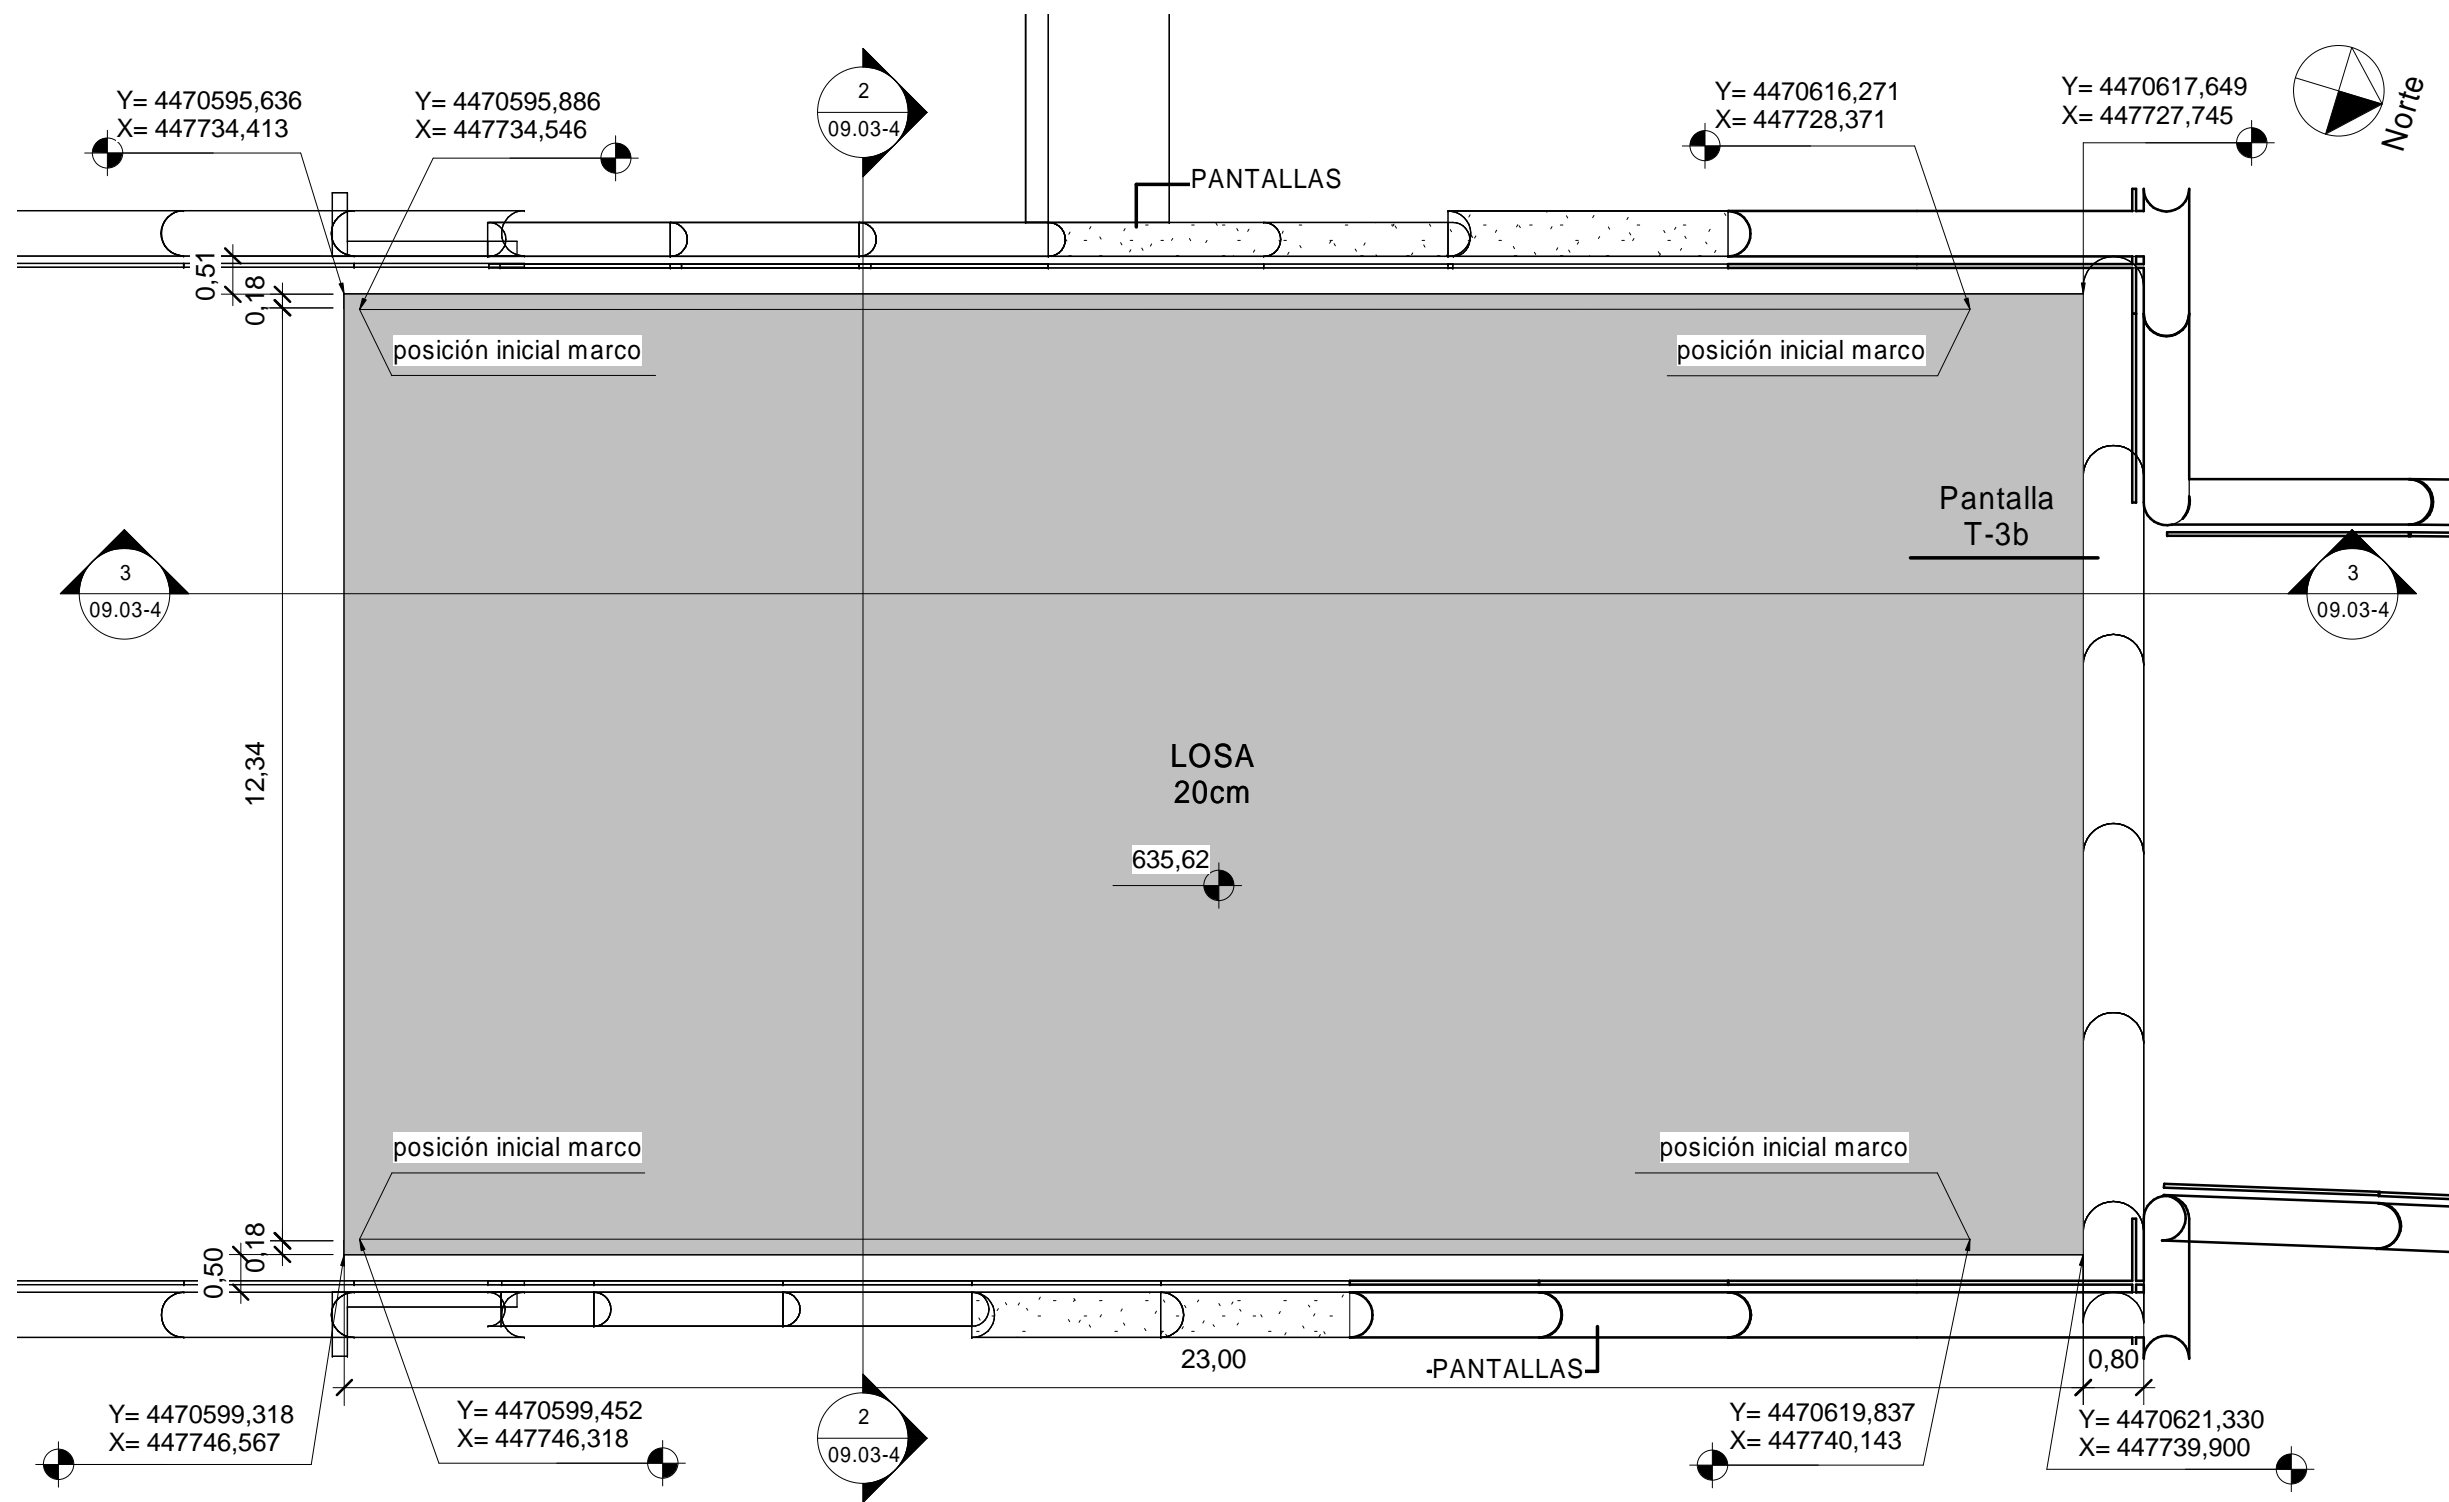 Y= 4470595,636
X= 447734,413
Y= 4470595,886
X= 447734,546
2
09.03-4
Y= 4470616,271
X= 447728,371
Y= 4470617,649
X= 447727,745
Norte
PANTALLAS
0,51
0,18
posición inicial marco
posición inicial marco
Pantalla
T-3b
3
09.03-4
3
09.03-4
12,34
LOSA
20cm
635,62
posición inicial marco
posición inicial marco
0,18
0,50
23,00
PANTALLAS
0,80
Y= 4470599,318
X= 447746,567
Y= 4470599,452
X= 447746,318
2
09.03-4
Y= 4470619,837
X= 447740,143
Y= 4470621,330
X= 447739,900